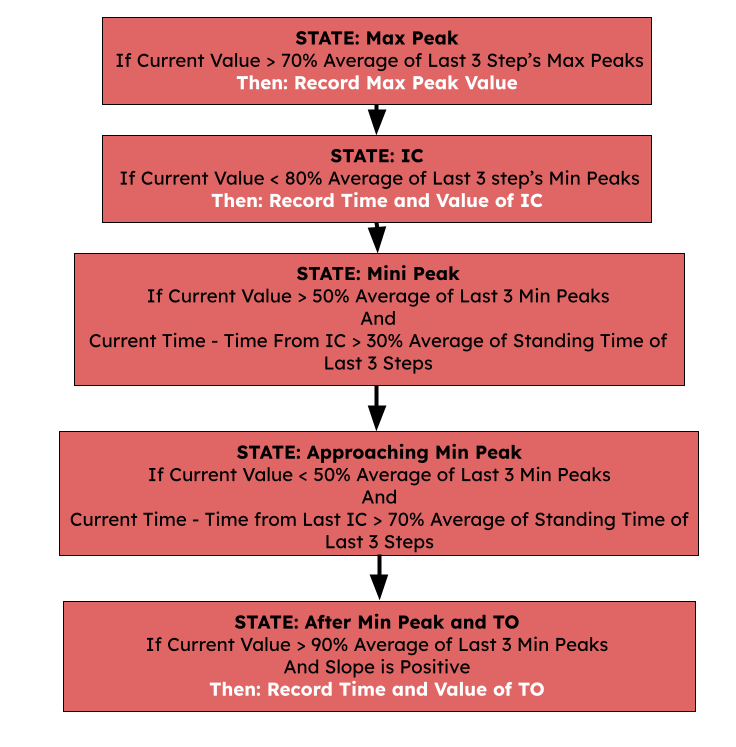 STATE: Max Peak
If Current Value > 70% Average of Last 3 Step’s Max Peaks
Then: Record Max Peak Value
STATE: IC
If Current Value < 80% Average of Last 3 step’s Min Peaks
Then: Record Time and Value of IC
STATE: Mini Peak
If Current Value > 50% Average of Last 3 Min Peaks
And
Current Time - Time From IC > 30% Average of Standing Time of
Last 3 Steps
STATE: Approaching Min Peak
If Current Value < 50% Average of Last 3 Min Peaks
And
Current Time - Time from Last IC > 70% Average of Standing Time of
Last 3 Steps
STATE: After Min Peak and TO
If Current Value > 90% Average of Last 3 Min Peaks
And Slope is Positive
Then: Record Time and Value of TO